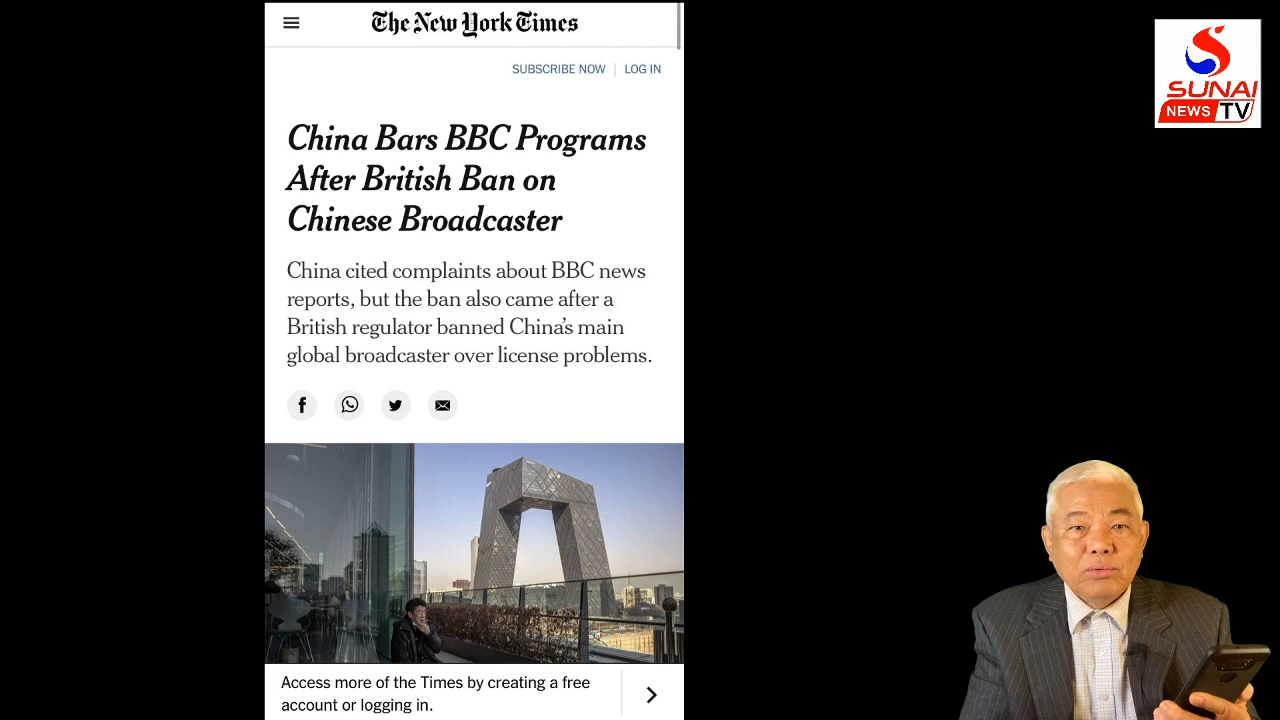 The New York Times
SUBSCRIBE NOW
LOG IN
China Bars BBC Programs
After British Ban on
Chinese Broadcaster
China cited complaints about BBC news
reports, but the ban also came after a
British regulator banned China’s main
global broadcaster over license problems.
Access more of the Times by creating a free
account or logging in.
SUNAI
NEWS TV